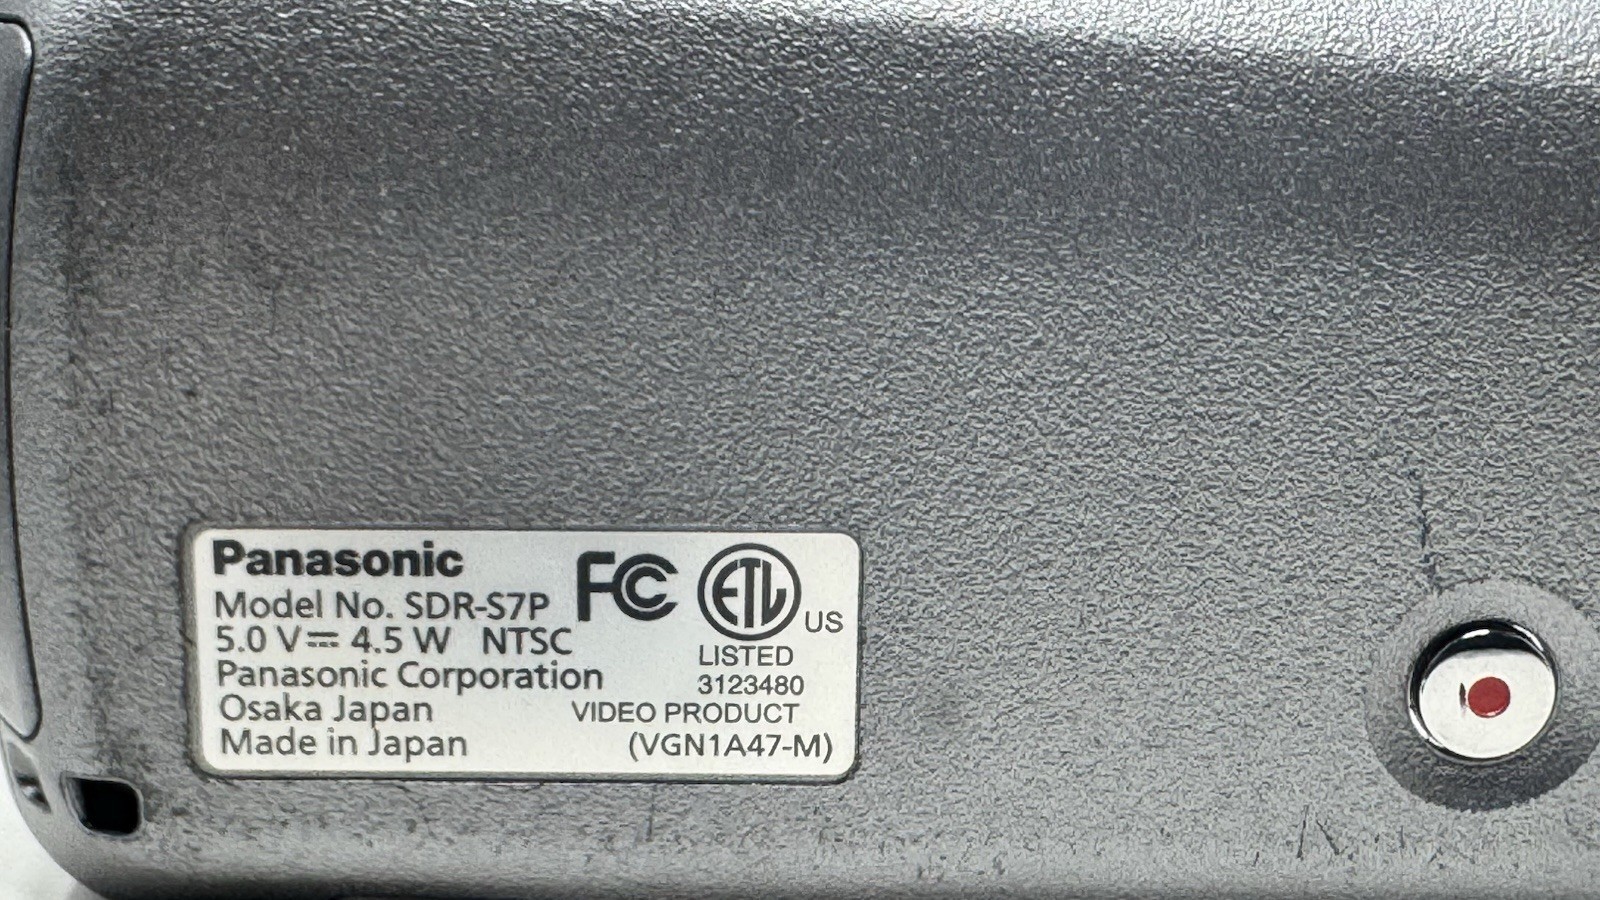 Panasonic
Model No. SDR-S7P
5.0 V⎓ 4.5 W NTSC
Panasonic Corporation
Osaka Japan
Made in Japan
FC
ETL
US
LISTED
3123480
VIDEO PRODUCT
(VGN1A47-M)